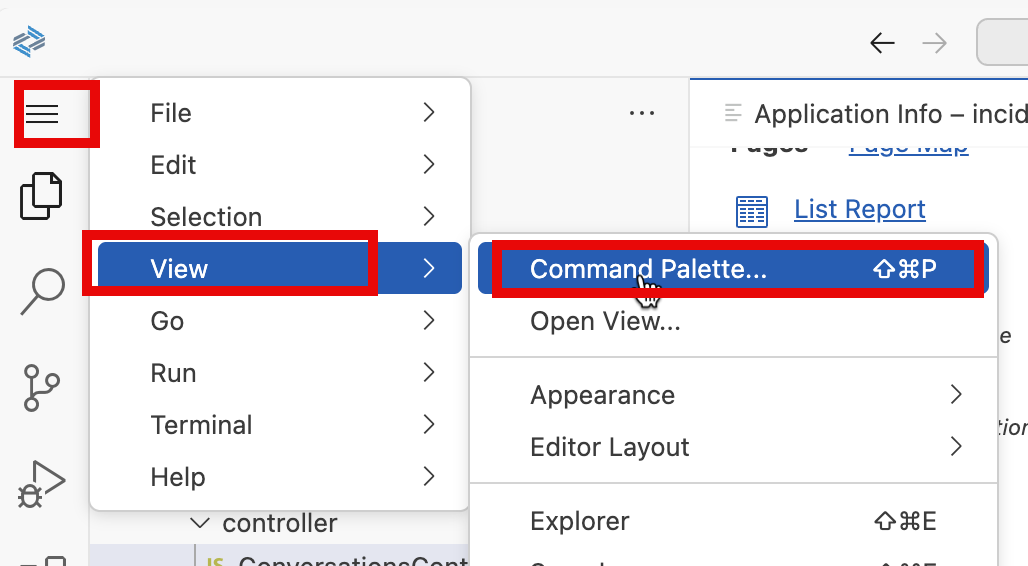 File
Edit
Selection
View
Go
Run
Terminal
Help
controller
JS
Application Info – incid
Pages Page Map
List Report
Command Palette... ⇧⌘P
Open View...
Appearance
Editor Layout
Explorer ⇧⌘E